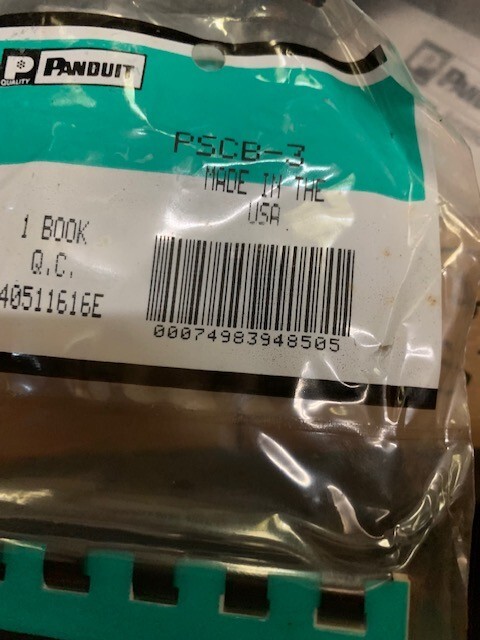 P
QUALITY
PANDUIT
PSCB-3
MADE IN THE
USA
1 BOOK
Q.C.
40511616E
00074983948505